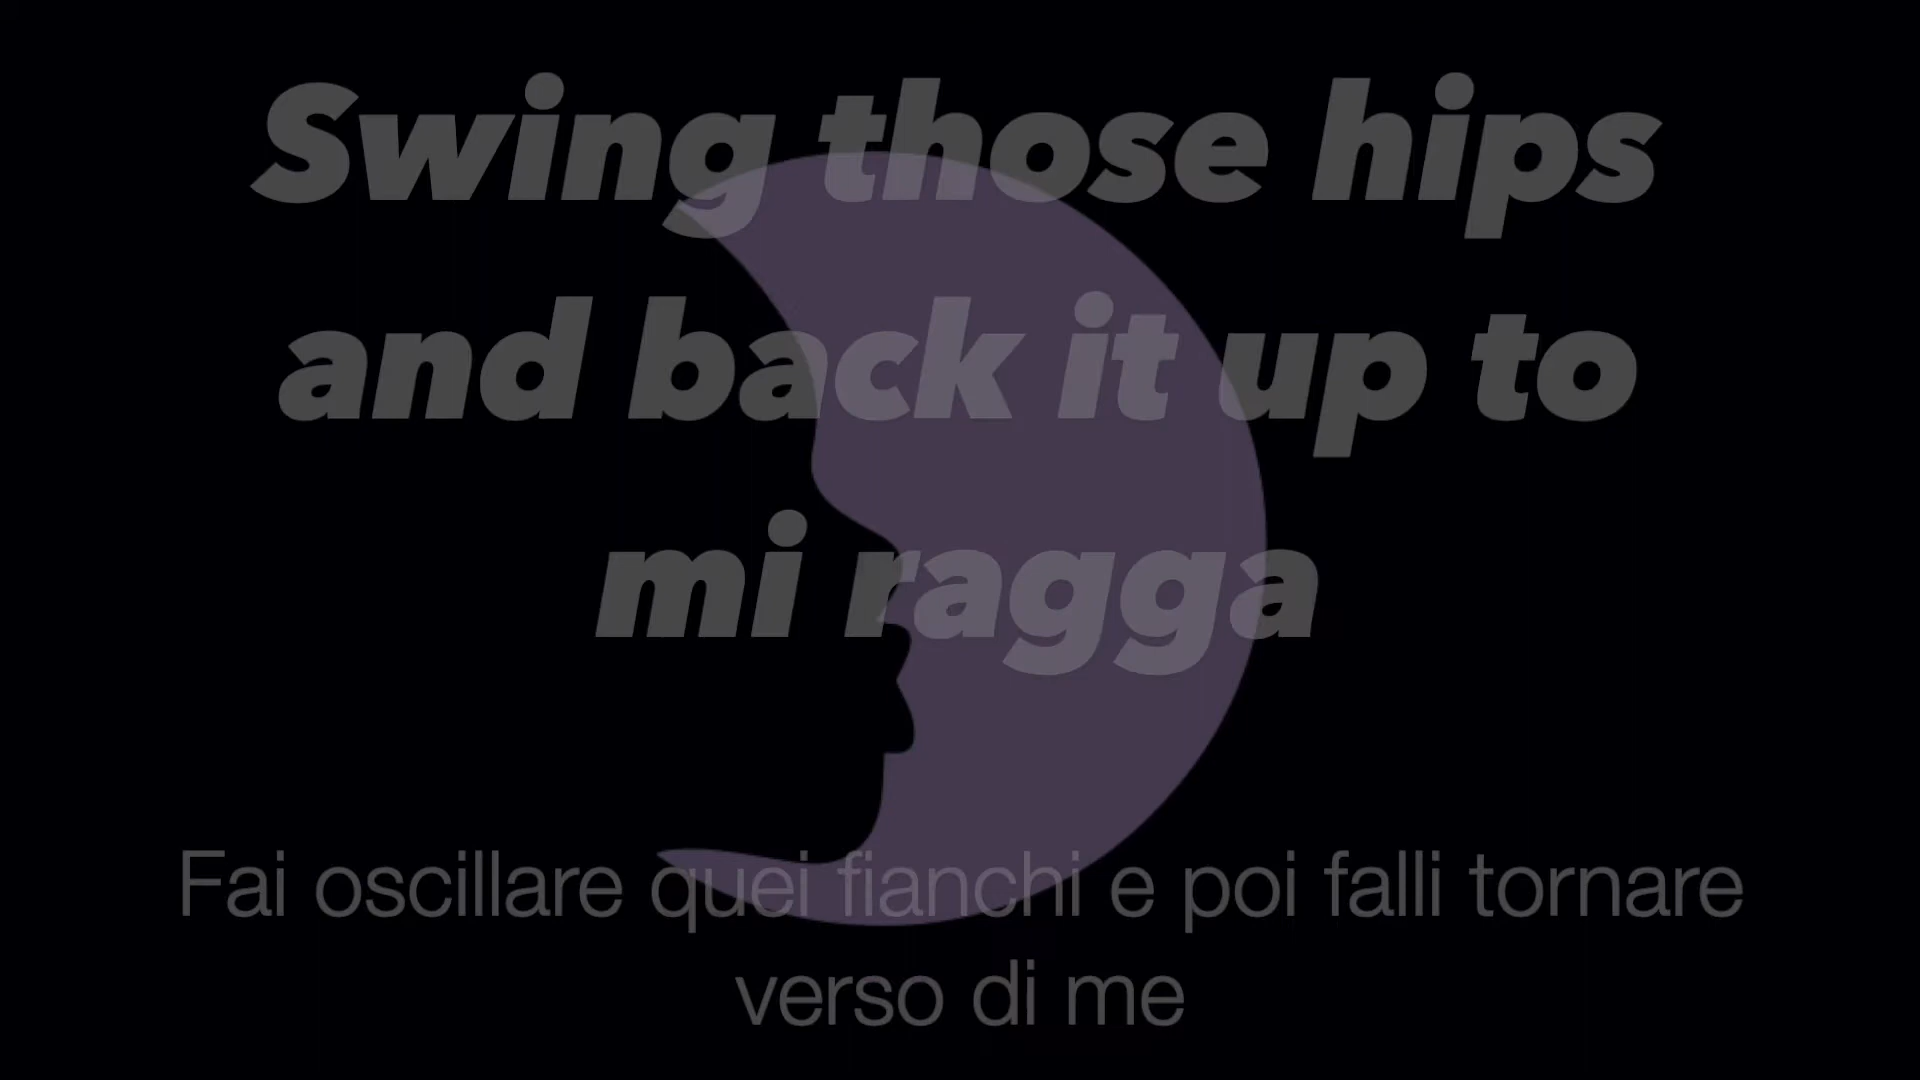 Swing those hips
and back it up to
mi ragga
Fai oscillare quei fianchi e poi falli tornare
verso di me